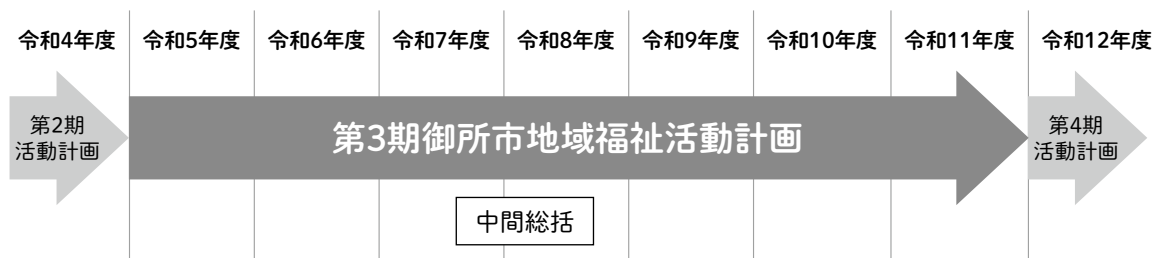 令和4年度 令和5年度 令和6年度 令和7年度 令和8年度 令和9年度 令和10年度 令和11年度 令和12年度
第2期
活動計画
第3期御所市地域福祉活動計画
第4期
活動計画
中間総括